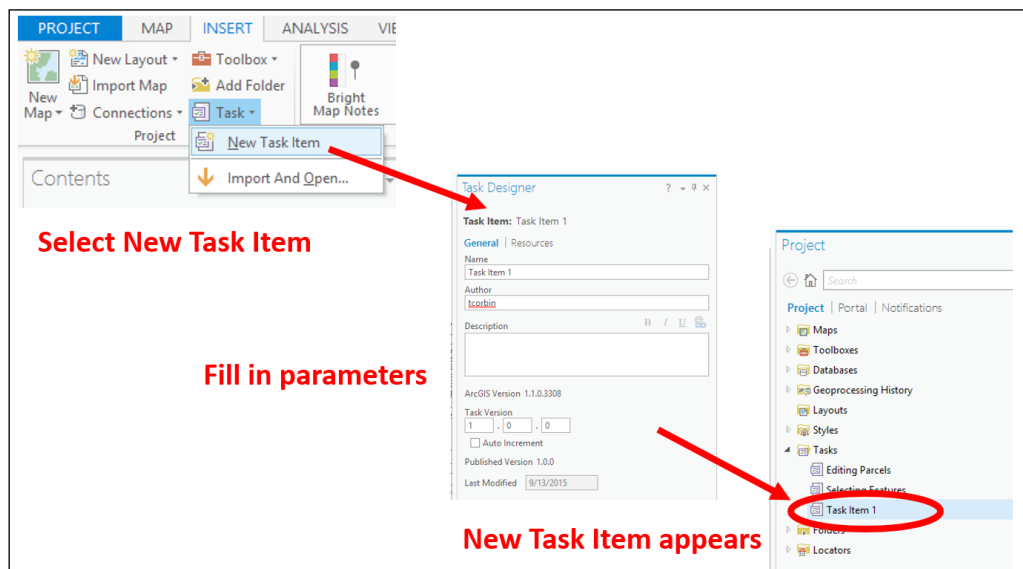 PROJECT MAP INSERT ANALYSIS VIE
New Layout Toolbox
Import Map Add Folder
New Map Connections Task
Bright Map Notes
Project
New Task Item
Import And Open...
Contents
Select New Task Item
Task Designer ?
Task Item: Task Item 1
General | Resources
Name
Task Item 1
Author
tcorbin
Description B I U
ArcGIS Version 1.1.0.3308
Task Version
1 . 0 . 0
Auto Increment
Published Version 1.0.0
Last Modified 9/13/2015
Fill in parameters
Project
Search
Project | Portal | Notifications
Maps
Toolboxes
Databases
Geoprocessing History
Layouts
Styles
Tasks
Editing Parcels
Selecting Features
Task Item 1
Folders
Locators
New Task Item appears